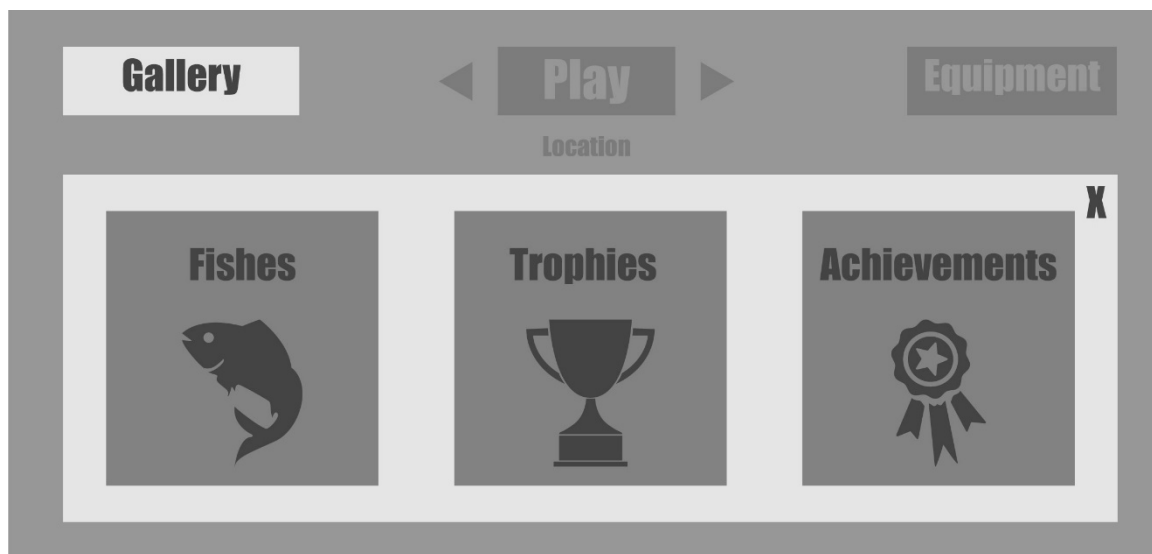 Gallery
Play
Equipment
Location
X
Fishes
Trophies
Achievements